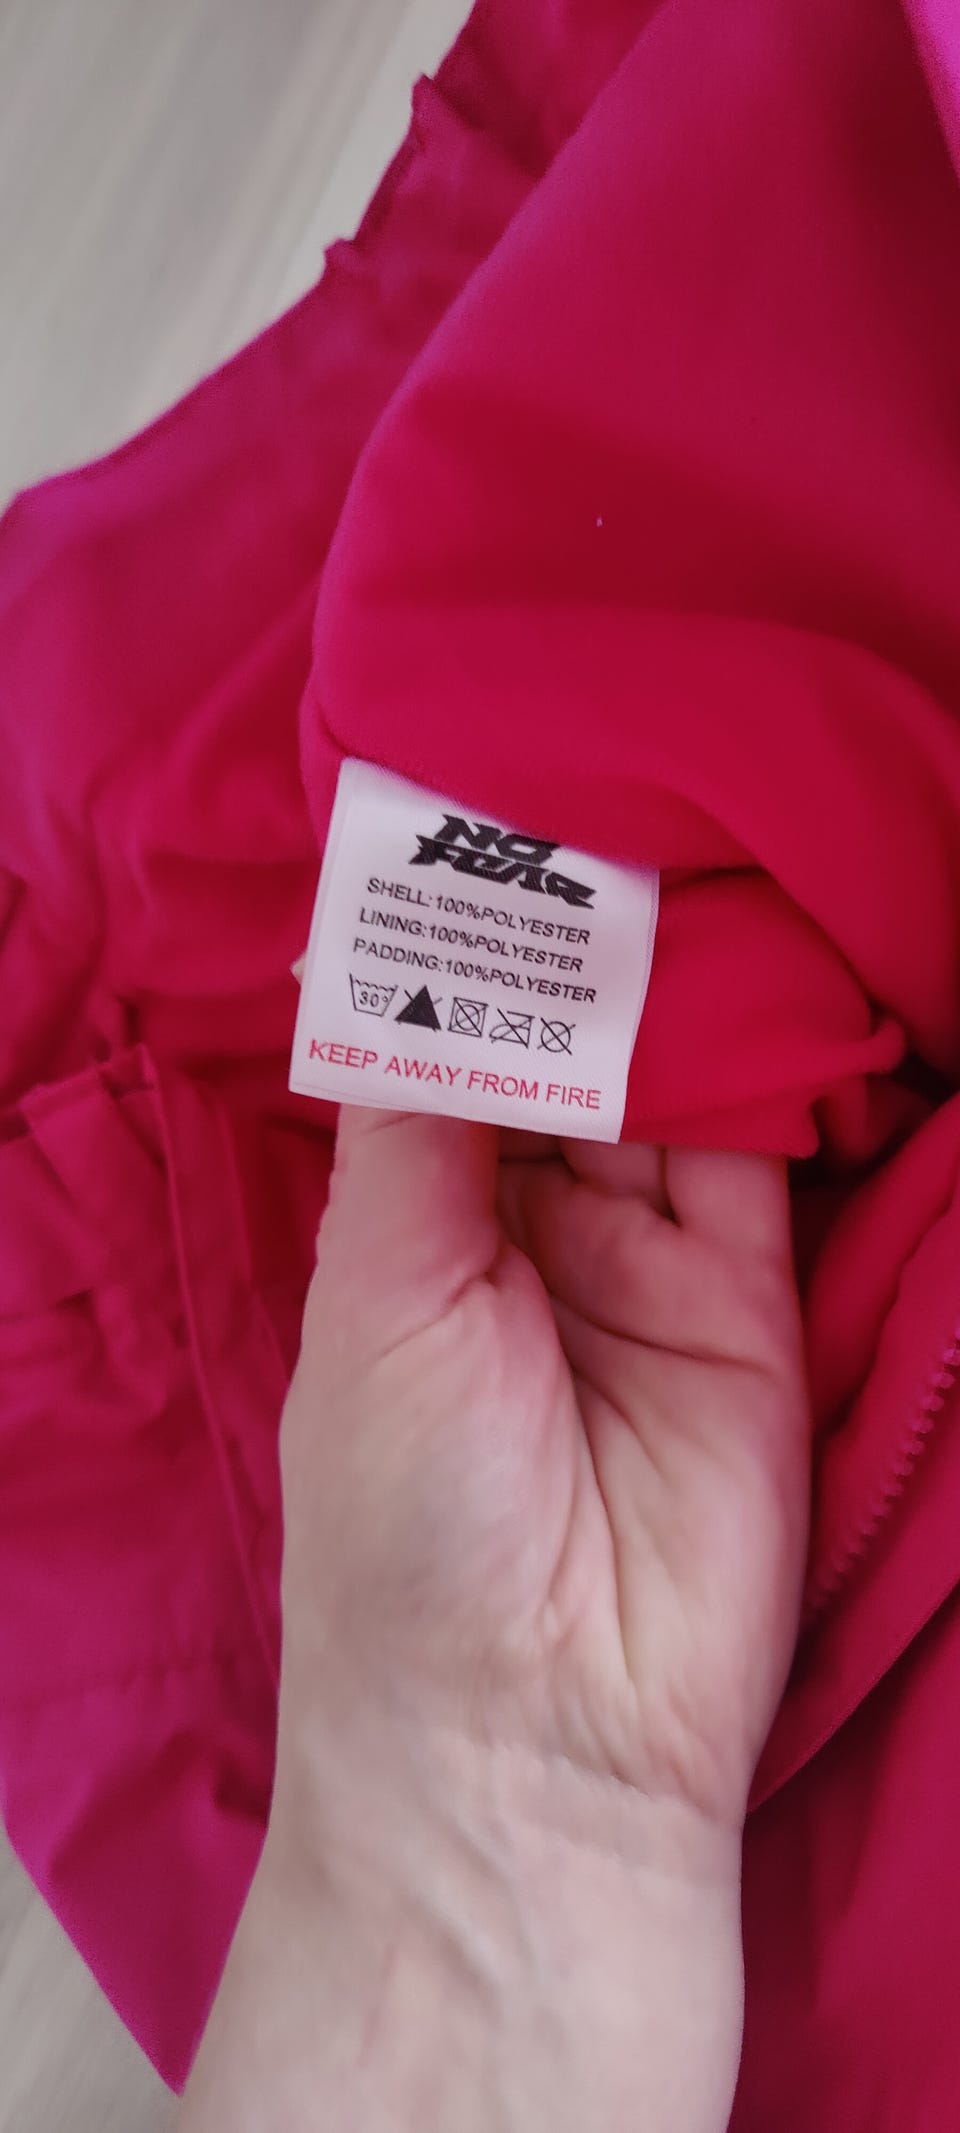 NO
FEAR
SHELL:100%POLYESTER
LINING:100%POLYESTER
PADDING:100%POLYESTER
30°
KEEP AWAY FROM FIRE